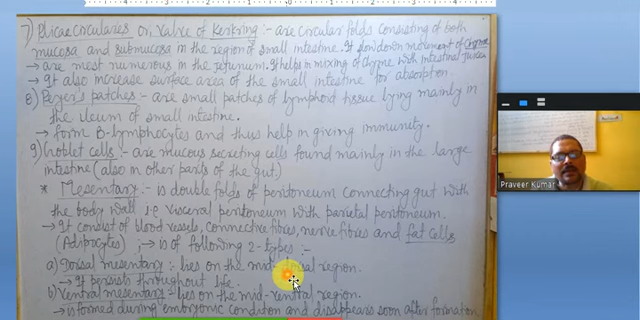 7) Plicae circulares or Valve of Kerkring :- are circular folds consisting of both
mucosa and submucosa in the region of small intestine. It slow down movement of chyme
→ are most numerous in the jejunum. It helps in mixing of chyme with intestinal juice
→ It also increase surface area of the small intestine for absorption
8) Peyer's patches :- are small patches of lymphoid tissue lying mainly in
the ileum of small intestine.
→ form B-lymphocytes and thus help in giving immunity.
9) Goblet cells :- are mucous secreting cells found mainly in the large
intestine (also in other parts of the gut)
* Mesentary :- is double folds of peritoneum connecting gut with
the body wall i.e visceral peritoneum with parietal peritoneum.
→ It consist of blood vessels, connective fibres, nerve fibres and fat cells
(Adipocytes) ;→ is of following 2-types :-
a) Dorsal mesentary :- lies on the mid-dorsal region.
→ It persists throughout life.
b) Ventral mesentary :- lies on the mid-ventral region.
→ is formed during embryonic condition and disappears soon after formation
Praveer Kumar